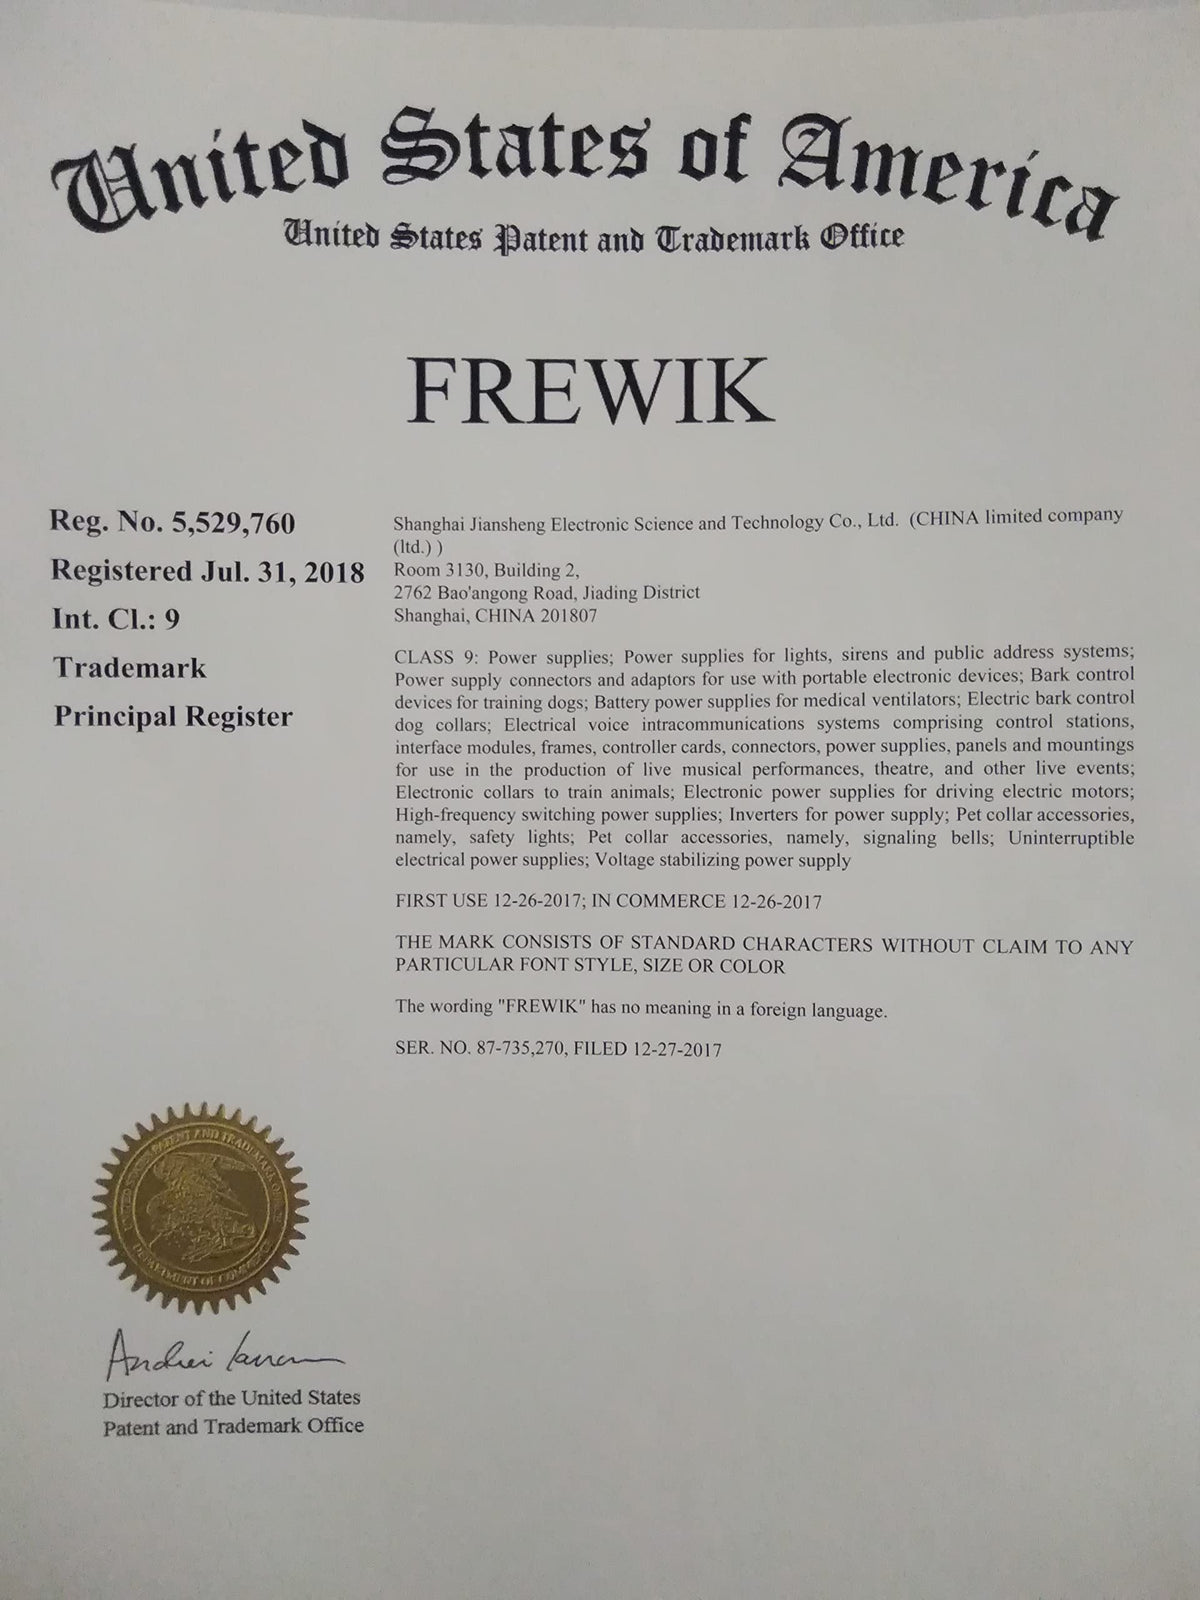 United States of America
United States Patent and Trademark Office
FREWIK
Reg. No. 5,529,760
Registered Jul. 31, 2018
Int. Cl.: 9
Trademark
Principal Register
Shanghai Jiansheng Electronic Science and Technology Co., Ltd. (CHINA limited company
(ltd.) )
Room 3130, Building 2,
2762 Bao'angong Road, Jiading District
Shanghai, CHINA 201807
CLASS 9: Power supplies; Power supplies for lights, sirens and public address systems;
Power supply connectors and adaptors for use with portable electronic devices; Bark control
devices for training dogs; Battery power supplies for medical ventilators; Electric bark control
dog collars; Electrical voice intracommunications systems comprising control stations,
interface modules, frames, controller cards, connectors, power supplies, panels and mountings
for use in the production of live musical performances, theatre, and other live events;
Electronic collars to train animals; Electronic power supplies for driving electric motors;
High-frequency switching power supplies; Inverters for power supply; Pet collar accessories,
namely, safety lights; Pet collar accessories, namely, signaling bells; Uninterruptible
electrical power supplies; Voltage stabilizing power supply
FIRST USE 12-26-2017; IN COMMERCE 12-26-2017
THE MARK CONSISTS OF STANDARD CHARACTERS WITHOUT CLAIM TO ANY
PARTICULAR FONT STYLE, SIZE OR COLOR
The wording "FREWIK" has no meaning in a foreign language.
SER. NO. 87-735,270, FILED 12-27-2017
UNITED STATES PATENT AND TRADEMARK OFFICE
DEPARTMENT OF COMMERCE
Andrei Iancu
Director of the United States
Patent and Trademark Office